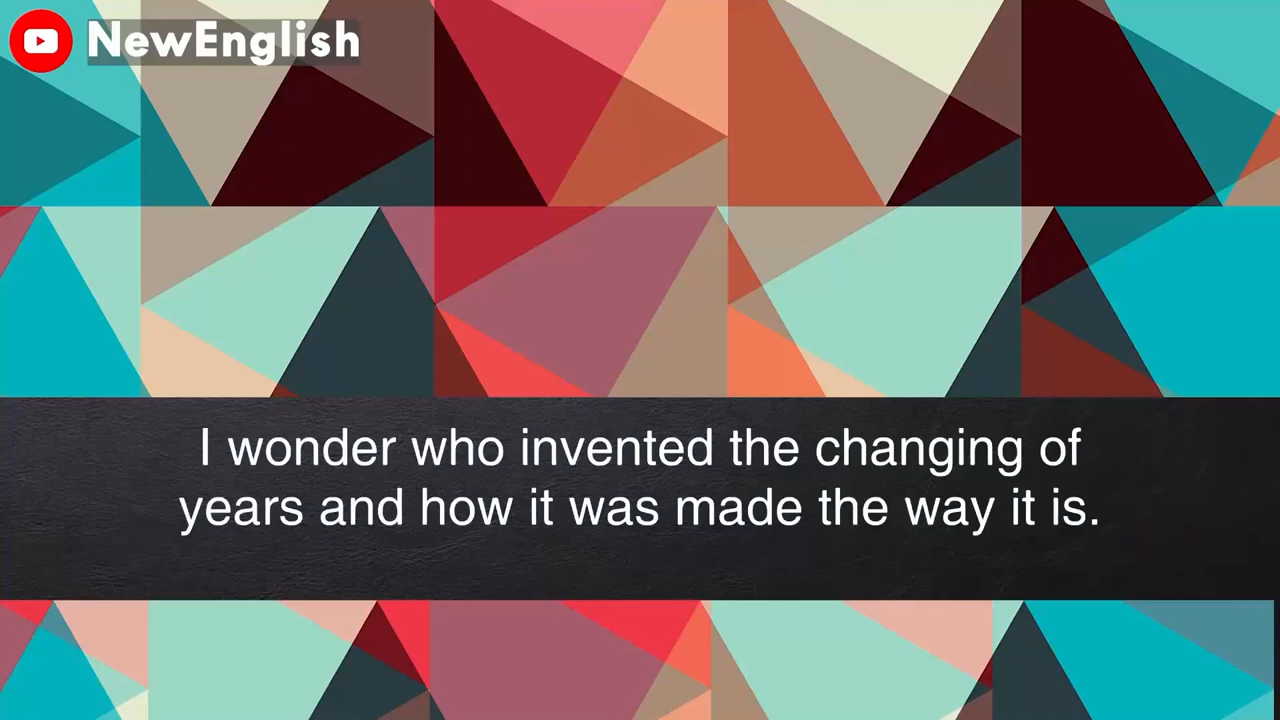 NewEnglish
I wonder who invented the changing of
years and how it was made the way it is.